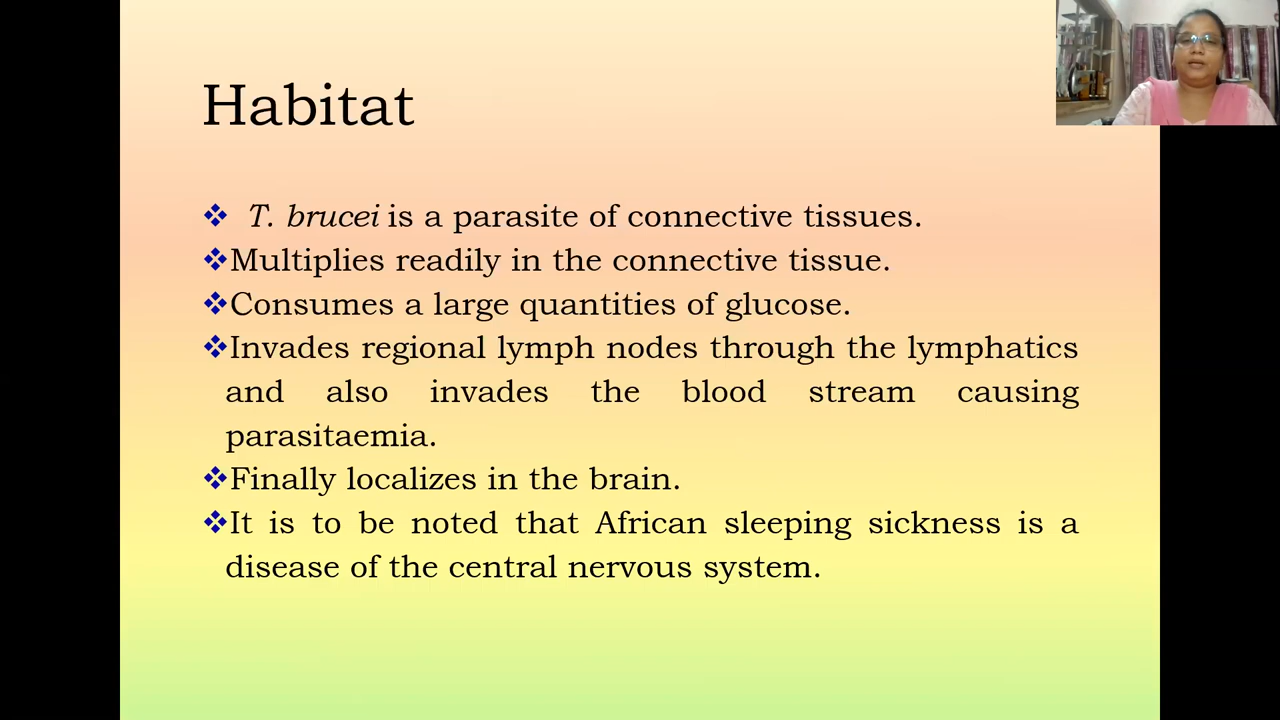 Habitat
❖ T. brucei is a parasite of connective tissues.
❖Multiplies readily in the connective tissue.
❖Consumes a large quantities of glucose.
❖Invades regional lymph nodes through the lymphatics
and also invades the blood stream causing
parasitaemia.
❖Finally localizes in the brain.
❖It is to be noted that African sleeping sickness is a
disease of the central nervous system.